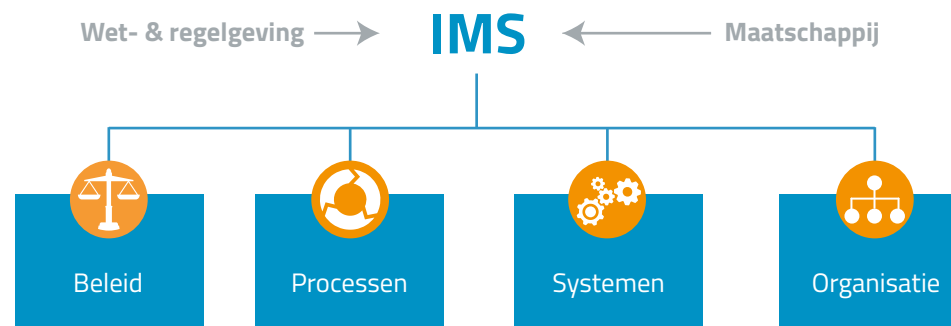 Wet- & regelgeving
IMS
Maatschappij
Beleid
Processen
Systemen
Organisatie